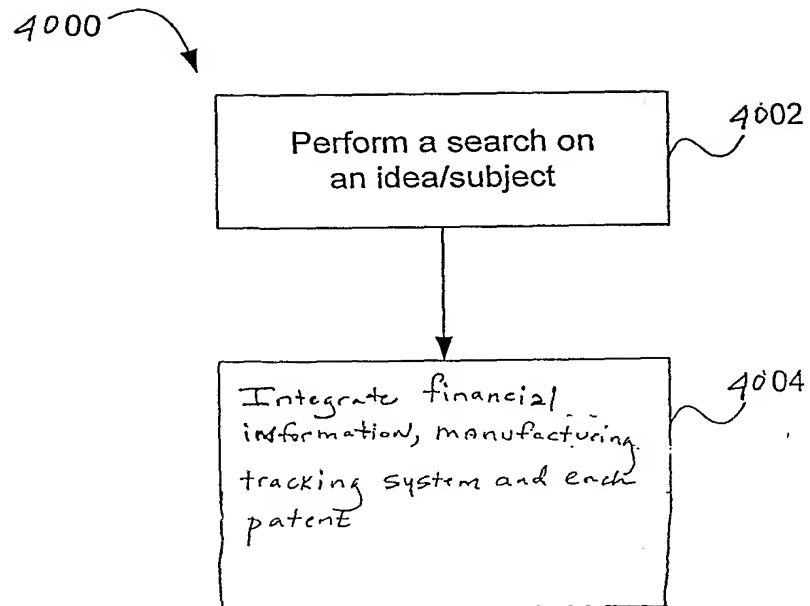 4000
Perform a search on
an idea/subject
4002
Integrate financial
information, manufacturing
tracking system and each
patent
4004